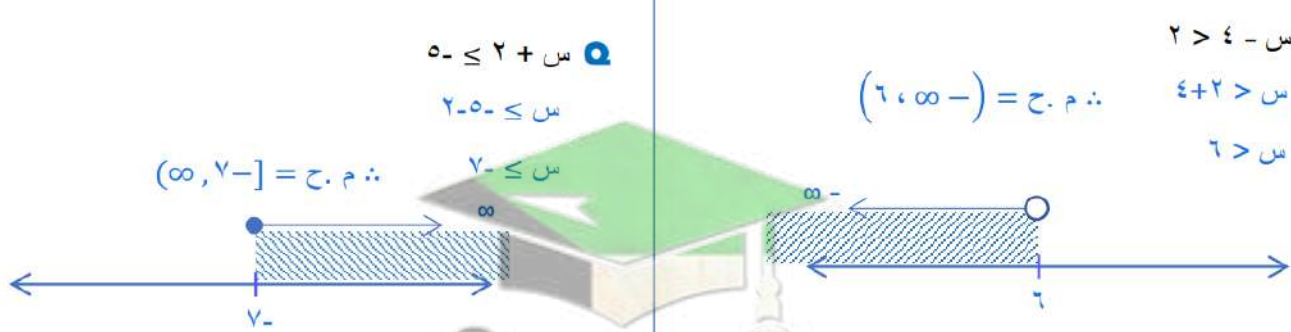 س – ٤ < ٢
س < ٢+٤
∴ م .ح = (– ∞ ، ٦)
س < ٦
– ∞
٦
Q س + ٢ ≥ -٥
س ≥ -٥-٢
س ≥ -٧
∴ م .ح = [–٧ , ∞)
∞
-٧